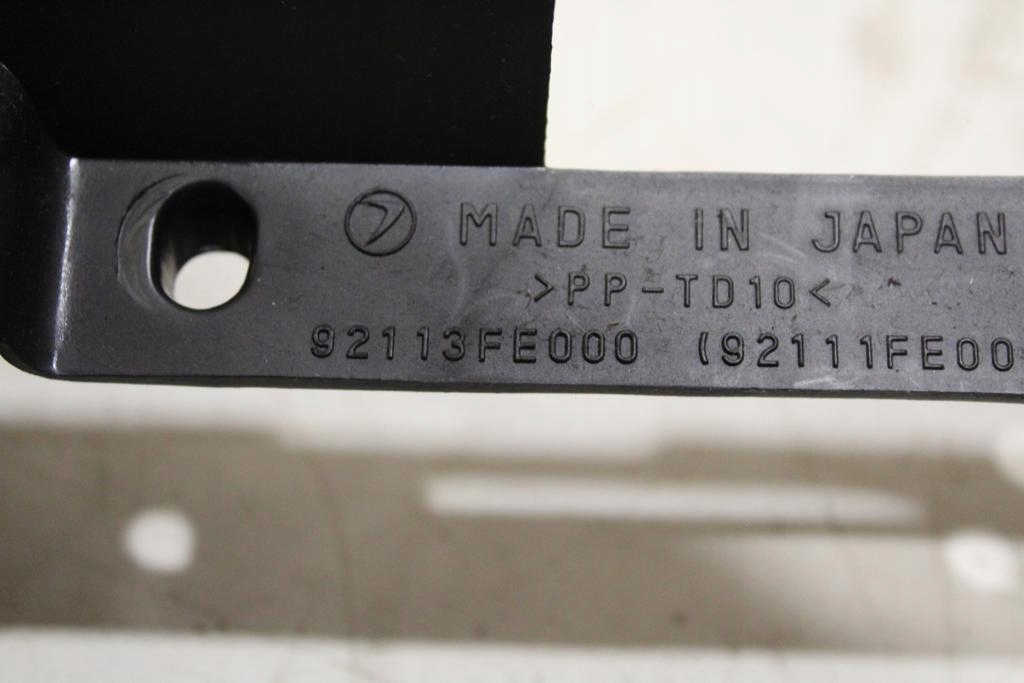 MADE IN JAPAN
>PP-TD10<
92113FE000 (92111FE00